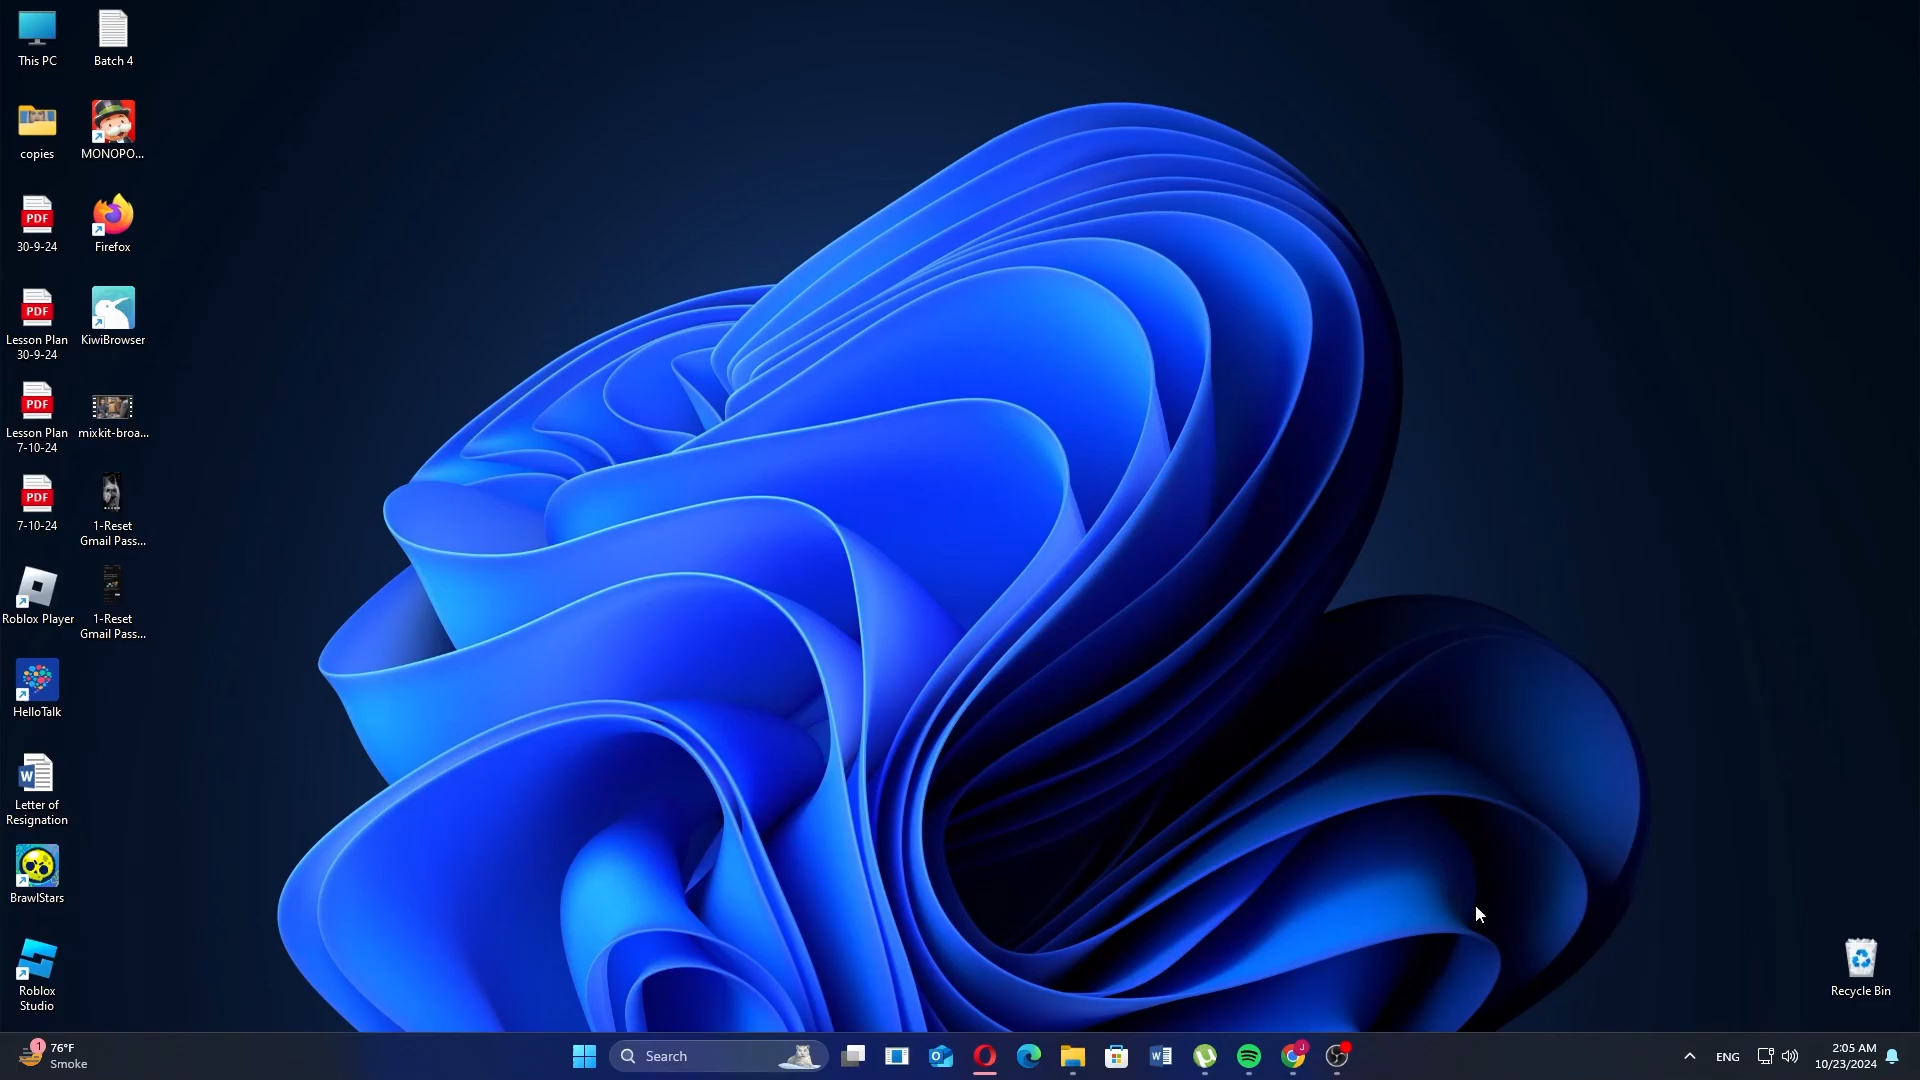 This PC
Batch 4
copies
MONOPO...
PDF
30-9-24
Firefox
PDF
Lesson Plan
30-9-24
KiwiBrowser
PDF
Lesson Plan
7-10-24
mixkit-broa...
PDF
7-10-24
1-Reset
Gmail Pass...
Roblox Player
1-Reset
Gmail Pass...
HelloTalk
W
Letter of
Resignation
BrawlStars
Roblox
Studio
Recycle Bin
1
76°F
Smoke
Search
O
W
J
ENG
2:05 AM
10/23/2024